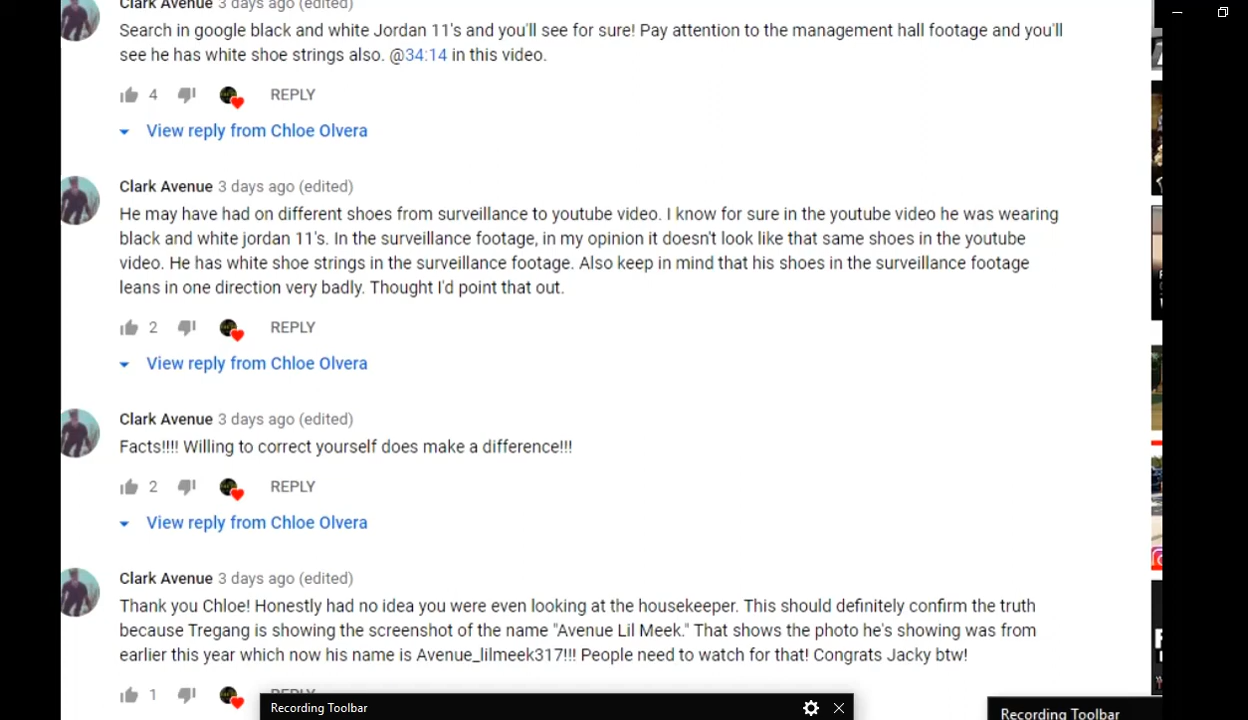 Clark Avenue 3 days ago (edited)
Search in google black and white Jordan 11's and you'll see for sure! Pay attention to the management hall footage and you'll
see he has white shoe strings also. @34:14 in this video.
4 REPLY
View reply from Chloe Olvera
Clark Avenue 3 days ago (edited)
He may have had on different shoes from surveillance to youtube video. I know for sure in the youtube video he was wearing
black and white jordan 11's. In the surveillance footage, in my opinion it doesn't look like that same shoes in the youtube
video. He has white shoe strings in the surveillance footage. Also keep in mind that his shoes in the surveillance footage
leans in one direction very badly. Thought I'd point that out.
2 REPLY
View reply from Chloe Olvera
Clark Avenue 3 days ago (edited)
Facts!!!! Willing to correct yourself does make a difference!!!
2 REPLY
View reply from Chloe Olvera
Clark Avenue 3 days ago (edited)
Thank you Chloe! Honestly had no idea you were even looking at the housekeeper. This should definitely confirm the truth
because Tregang is showing the screenshot of the name "Avenue Lil Meek." That shows the photo he's showing was from
earlier this year which now his name is Avenue_lilmeek317!!! People need to watch for that! Congrats Jacky btw!
1 REPLY
Recording Toolbar
Recording Toolbar